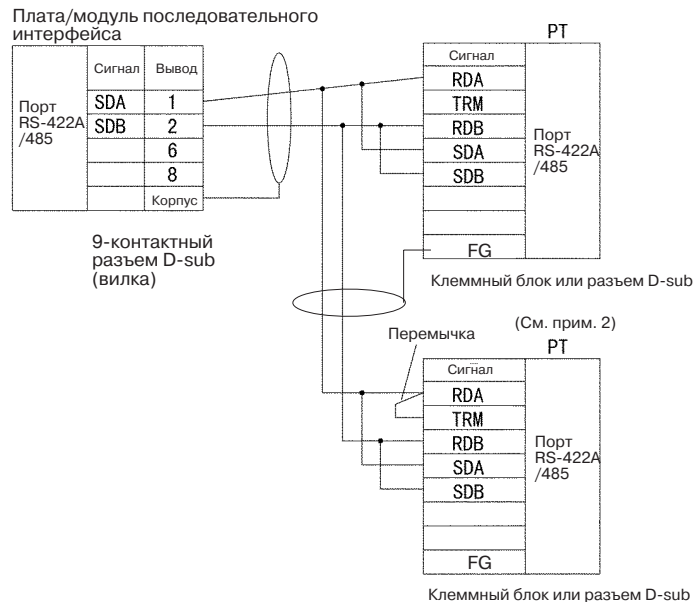 Плата/модуль последовательного
интерфейса
Сигнал Вывод
Порт
RS-422A
/485
SDA 1
SDB 2
6
8
Корпус
9-контактный
разъем D-sub
(вилка)
PT
Сигнал
RDA
TRM
RDB
SDA
SDB
FG
Порт
RS-422A
/485
Клеммный блок или разъем D-sub
Перемычка
(См. прим. 2)
PT
Сигнал
RDA
TRM
RDB
SDA
SDB
FG
Порт
RS-422A
/485
Клеммный блок или разъем D-sub